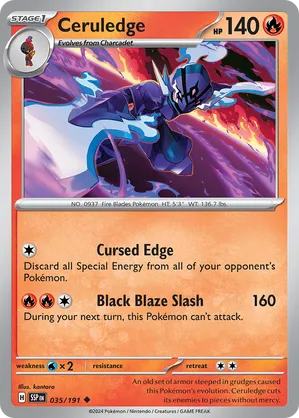 STAGE 1
Ceruledge
HP 140
Evolves from Charcadet
NO. 0937 Fire Blades Pokémon HT: 5'3" WT: 136.7 lbs.
Cursed Edge
Discard all Special Energy from all of your opponent's
Pokémon.
Black Blaze Slash 160
During your next turn, this Pokémon can't attack.
weakness ×2 resistance retreat
Illus. kantaro
H SSP EN 035/191
An old set of armor steeped in grudges caused
this Pokémon's evolution. Ceruledge cuts
its enemies to pieces without mercy.
©2024 Pokémon / Nintendo / Creatures / GAME FREAK